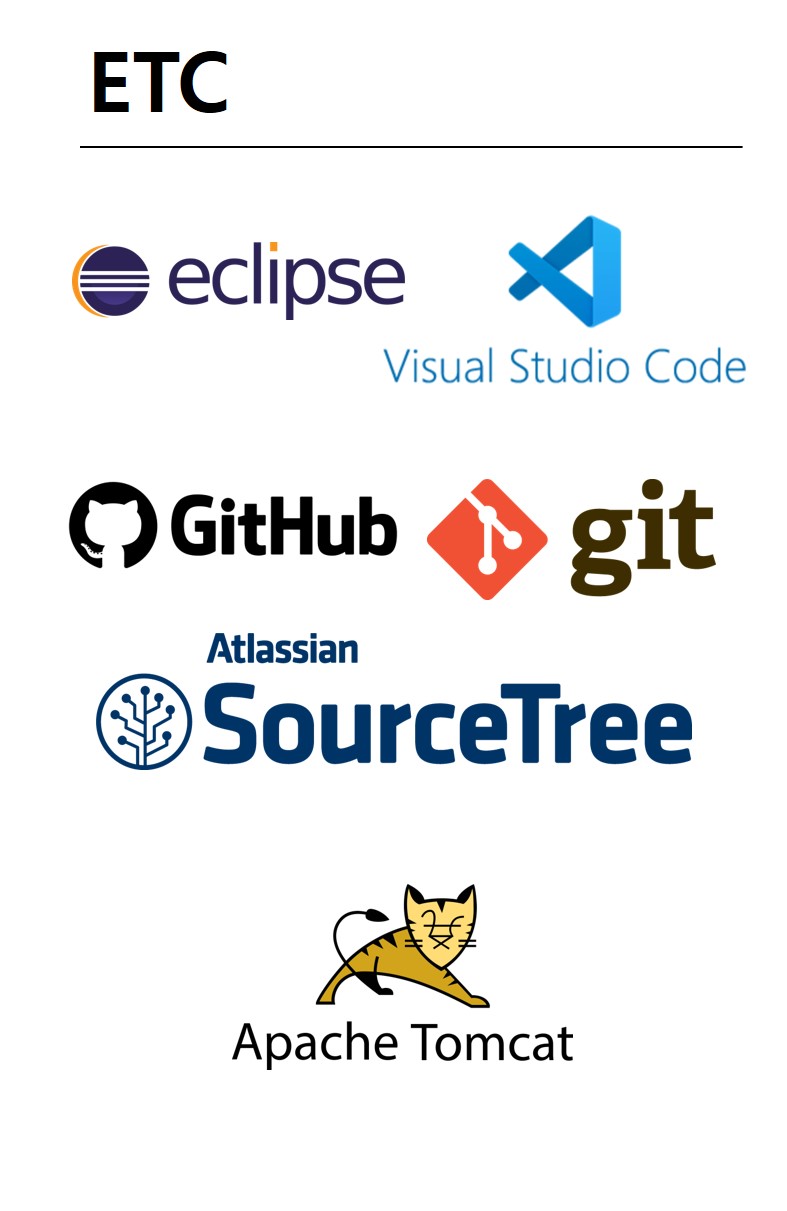 ETC
eclipse
Visual Studio Code
GitHub
git
Atlassian
SourceTree
Apache Tomcat